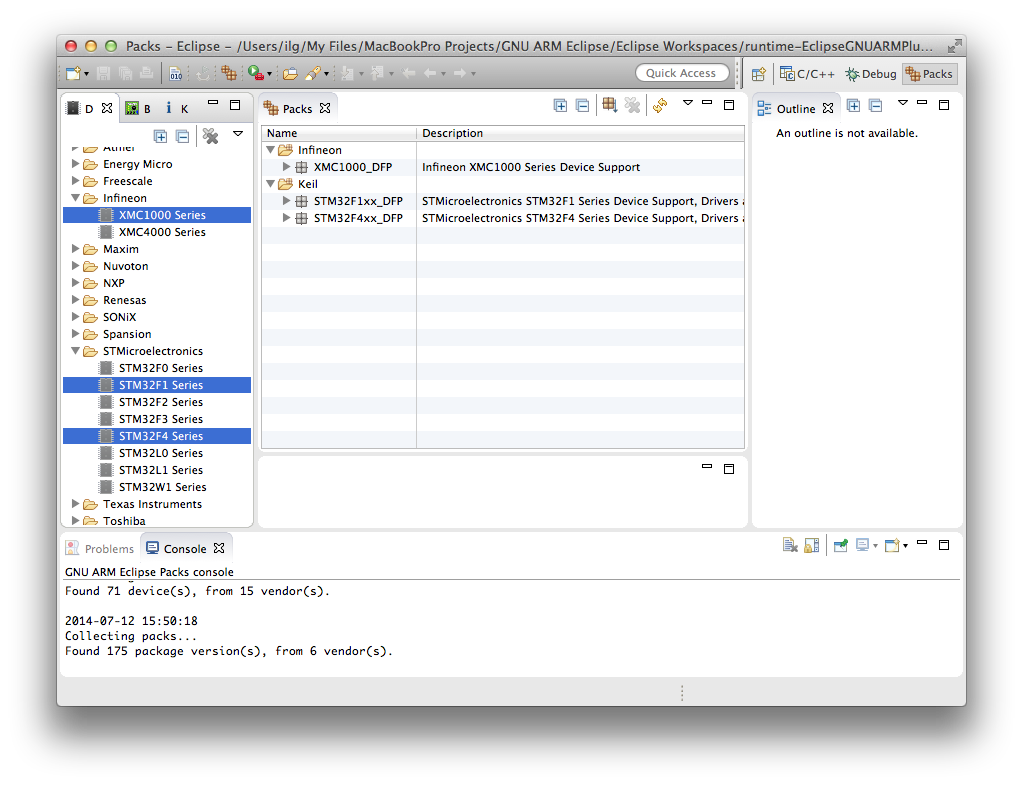 Packs – Eclipse – /Users/ilg/My Files/MacBookPro Projects/GNU ARM Eclipse/Eclipse Workspaces/runtime–EclipseGNUARMPlu...
010
Quick Access
C/C++
Debug
Packs
D
B
K
Atmel
Energy Micro
Freescale
Infineon
XMC1000 Series
XMC4000 Series
Maxim
Nuvoton
NXP
Renesas
SONiX
Spansion
STMicroelectronics
STM32F0 Series
STM32F1 Series
STM32F2 Series
STM32F3 Series
STM32F4 Series
STM32L0 Series
STM32L1 Series
STM32W1 Series
Texas Instruments
Toshiba
Packs
Name Description
Infineon
XMC1000_DFP Infineon XMC1000 Series Device Support
Keil
STM32F1xx_DFP STMicroelectronics STM32F1 Series Device Support, Drivers a
STM32F4xx_DFP STMicroelectronics STM32F4 Series Device Support, Drivers a
Outline
An outline is not available.
Problems
Console
GNU ARM Eclipse Packs console
Found 71 device(s), from 15 vendor(s).
2014-07-12 15:50:18
Collecting packs...
Found 175 package version(s), from 6 vendor(s).